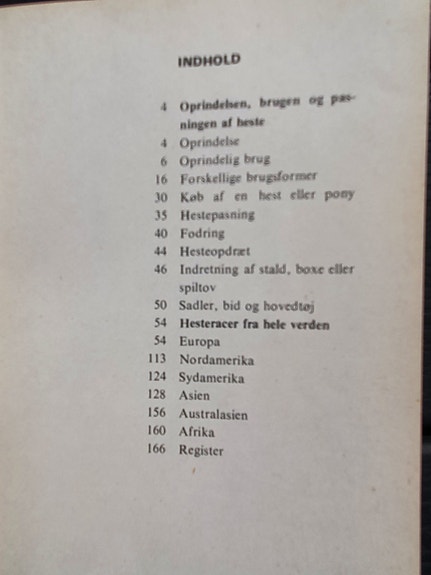 INDHOLD
4 Oprindelsen, brugen og pas-
ningen af heste
4 Oprindelse
6 Oprindelig brug
16 Forskellige brugsformer
30 Køb af en hest eller pony
35 Hestepasning
40 Fodring
44 Hesteopdræt
46 Indretning af stald, boxe eller
spiltov
50 Sadler, bid og hovedtøj
54 Hesteracer fra hele verden
54 Europa
113 Nordamerika
124 Sydamerika
128 Asien
156 Australasien
160 Afrika
166 Register